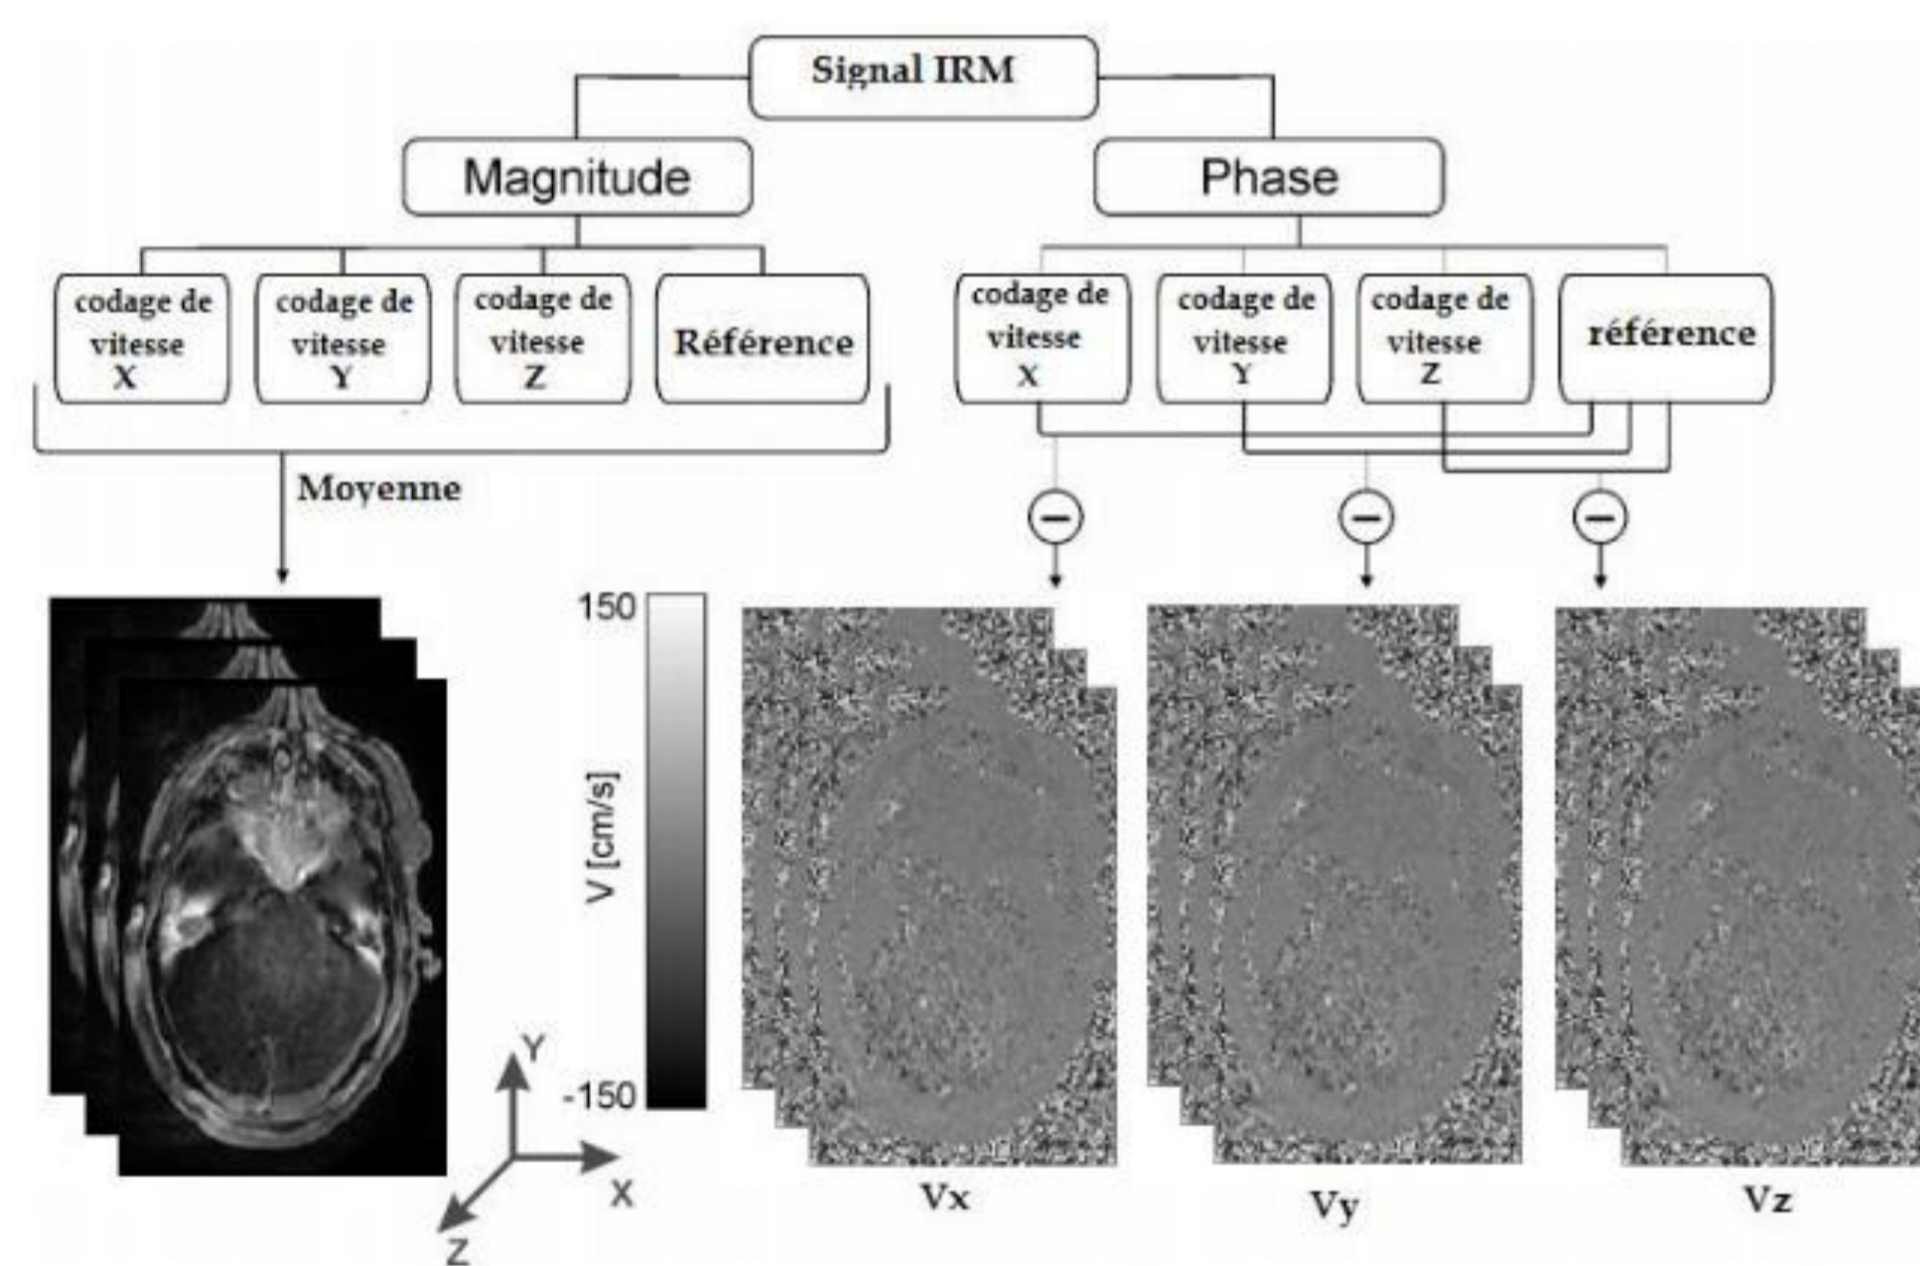 Signal IRM
Magnitude
Phase
codage de
vitesse
X
codage de
vitesse
Y
codage de
vitesse
Z
Référence
codage de
vitesse
X
codage de
vitesse
Y
codage de
vitesse
Z
référence
Moyenne
150
V [cm/s]
-150
Y
X
Z
Vx
Vy
Vz